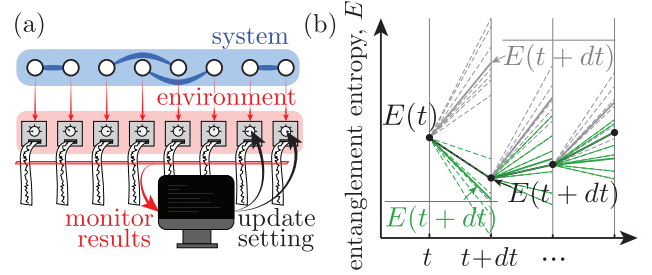 (a)
system
environment
monitor
results
update
setting
(b)
entanglement entropy, E
E(t + dt)
E(t)
E(t + dt)
E(t + dt)
t
t+dt
...